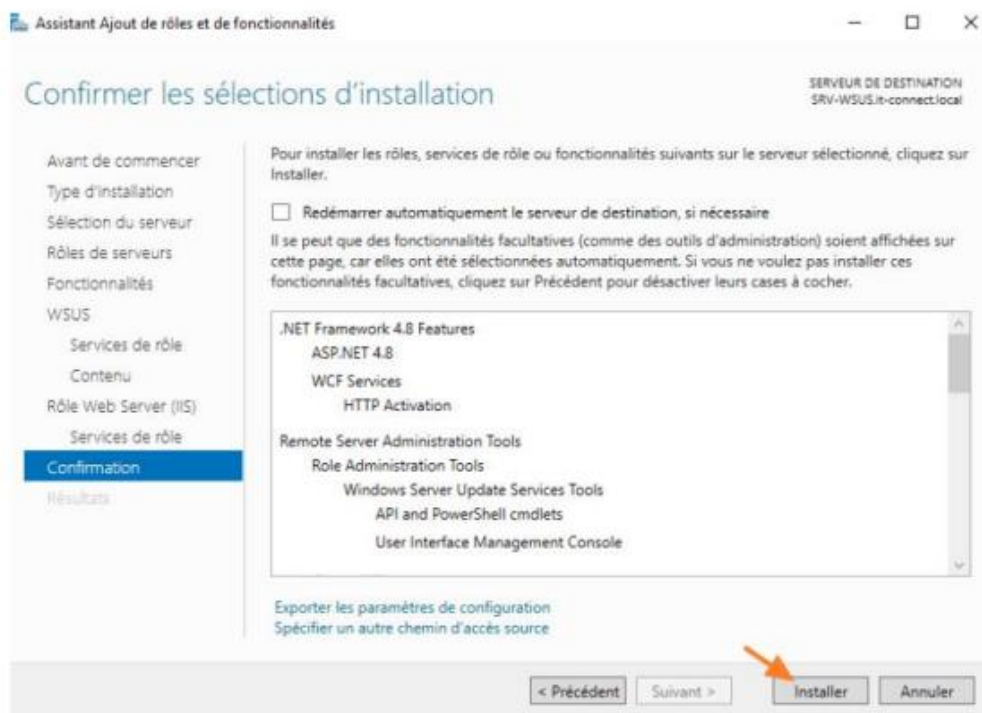 Assistant Ajout de rôles et de fonctionnalités
Confirmer les sélections d'installation
SERVEUR DE DESTINATION
SRV-WSUS.it-connect.local
Avant de commencer
Type d'installation
Sélection du serveur
Rôles de serveurs
Fonctionnalités
WSUS
Services de rôle
Contenu
Rôle Web Server (IIS)
Services de rôle
Confirmation
Résultats
Pour installer les rôles, services de rôle ou fonctionnalités suivants sur le serveur sélectionné, cliquez sur
Installer.
Redémarrer automatiquement le serveur de destination, si nécessaire
Il se peut que des fonctionnalités facultatives (comme des outils d'administration) soient affichées sur
cette page, car elles ont été sélectionnées automatiquement. Si vous ne voulez pas installer ces
fonctionnalités facultatives, cliquez sur Précédent pour désactiver leurs cases à cocher.
.NET Framework 4.8 Features
ASP.NET 4.8
WCF Services
HTTP Activation
Remote Server Administration Tools
Role Administration Tools
Windows Server Update Services Tools
API and PowerShell cmdlets
User Interface Management Console
Exporter les paramètres de configuration
Spécifier un autre chemin d'accès source
< Précédent
Suivant >
Installer
Annuler